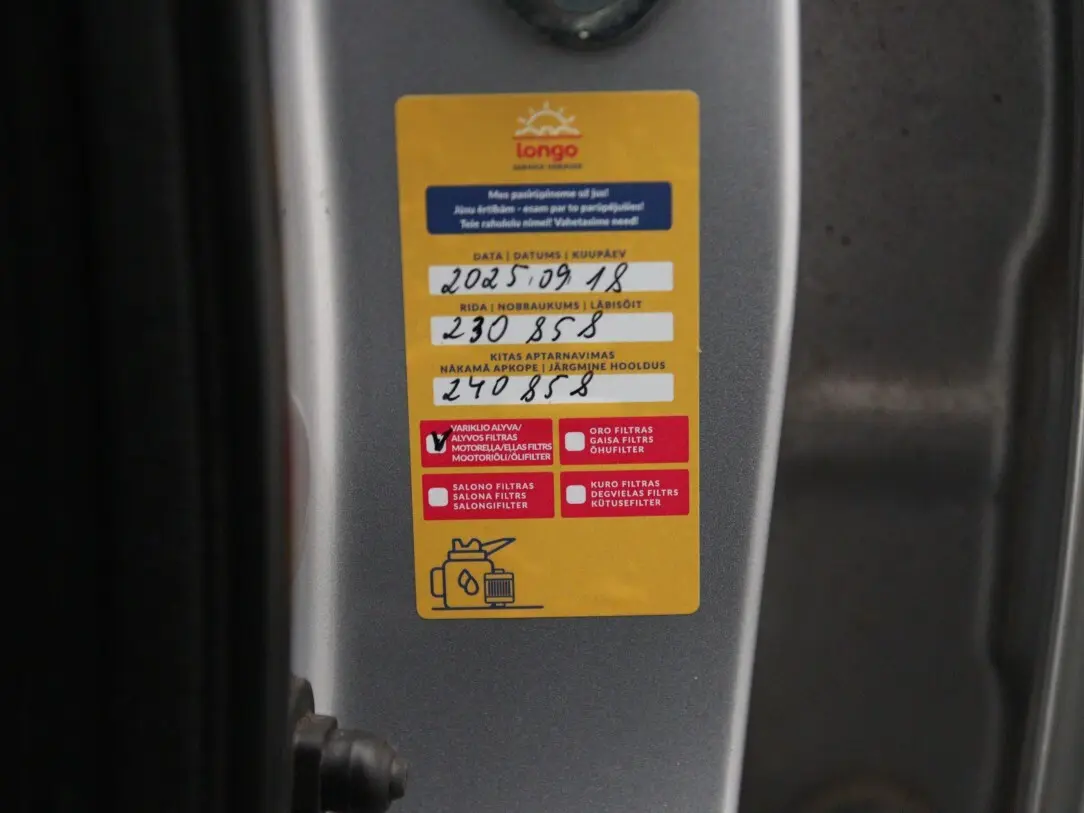 longo
Mes pasirūpinome už jus!
Jūsu ērtībām - esam par to parūpējušies!
Teie rahulolu nimel! Vahetasime need!
DATA | DATUMS | KUUPÄEV
2025.09.18
RIDA | NOBRAUKUMS | LÄBISÕIT
230 858
KITAS APTARNAVIMAS
NĀKAMĀ APKOPE | JÄRGMINE HOOLDUS
240 858
VARIKLIO ALYVA/
ALYVOS FILTRAS
MOTOREĻĻA/EĻĻAS FILTRS
MOOTORIÕLI/ÕLIFILTER
ORO FILTRAS
GAISA FILTRS
ÕHUFILTER
SALONO FILTRAS
SALONA FILTRS
SALONGIFILTER
KURO FILTRAS
DEGVIELAS FILTRS
KÜTUSEFILTER